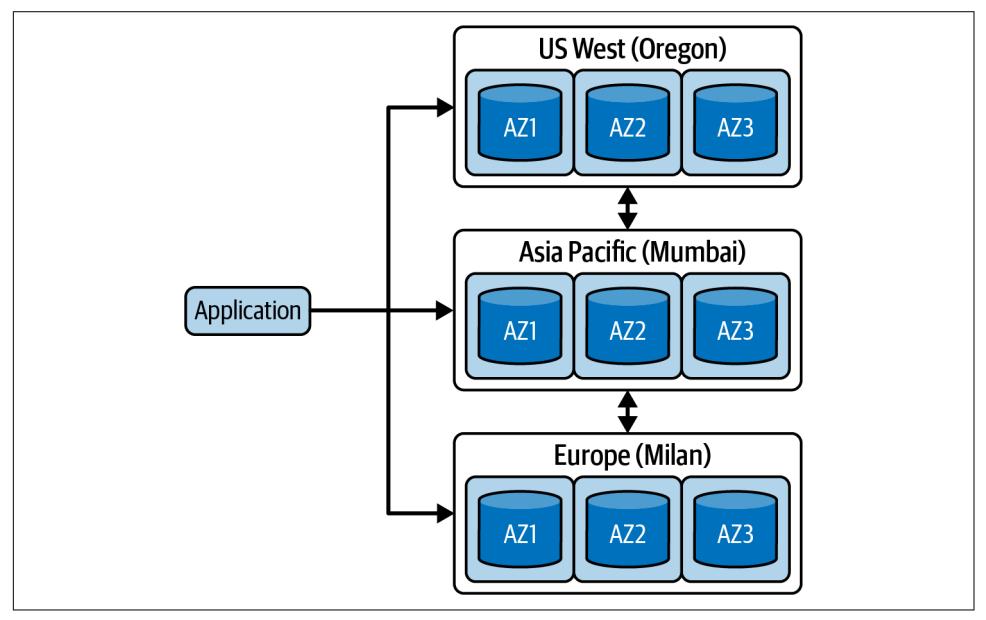 US West (Oregon)
AZ1 AZ2 AZ3
Asia Pacific (Mumbai)
Application
AZ1 AZ2 AZ3
Europe (Milan)
AZ1 AZ2 AZ3